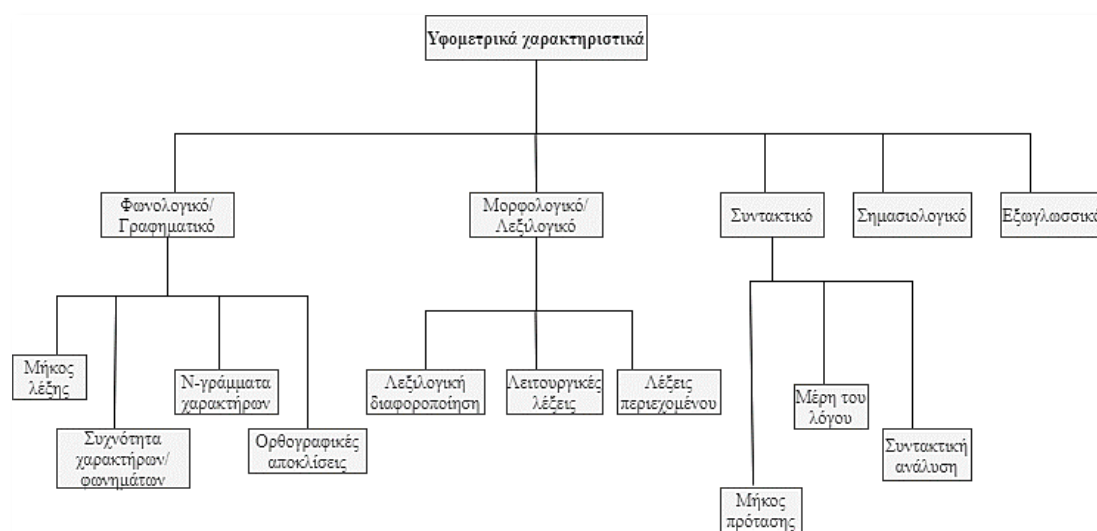 Υφομετρικά χαρακτηριστικά
Φωνολογικό/
Γραφηματικό
Μορφολογικό/
Λεξιλογικό
Συντακτικό
Σημασιολογικό
Εξωγλωσσικό
Μήκος
λέξης
Συχνότητα
χαρακτήρων/
φωνημάτων
Ν-γράμματα
χαρακτήρων
Ορθογραφικές
αποκλίσεις
Λεξιλογική
διαφοροποίηση
Λειτουργικές
λέξεις
Λέξεις
περιεχομένου
Μήκος
πρότασης
Μέρη του
λόγου
Συντακτική
ανάλυση